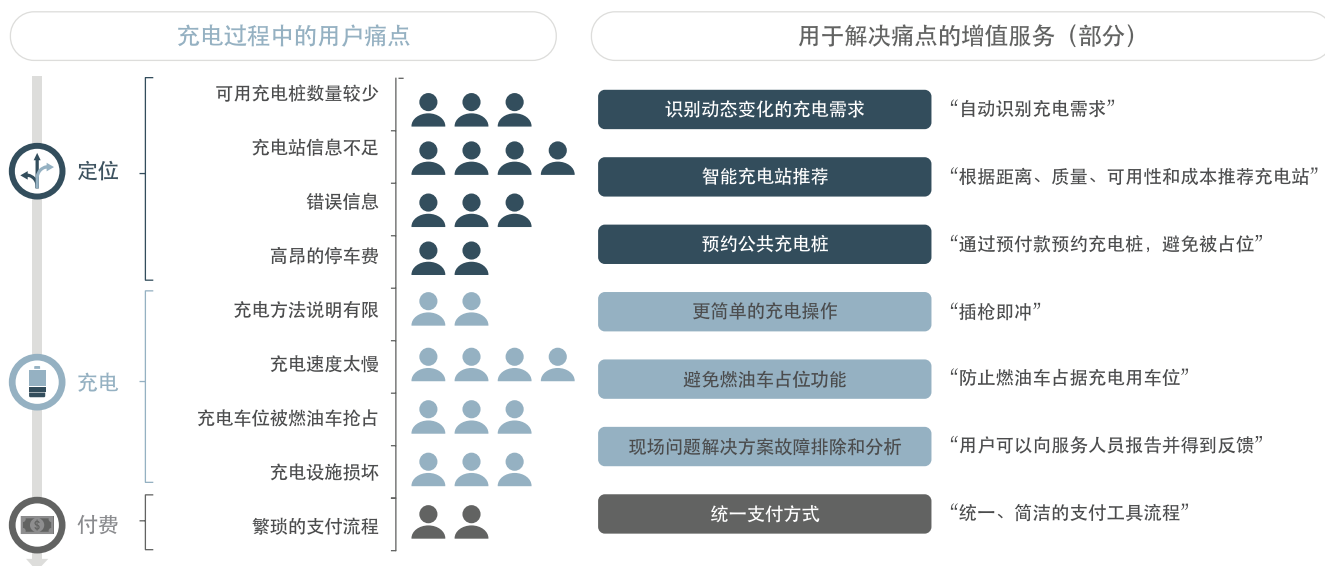 充电过程中的用户痛点
定位
可用充电桩数量较少
充电站信息不足
错误信息
高昂的停车费
充电
充电方法说明有限
充电速度太慢
充电车位被燃油车抢占
充电设施损坏
付费
繁琐的支付流程
用于解决痛点的增值服务（部分）
识别动态变化的充电需求
“自动识别充电需求”
智能充电站推荐
“根据距离、质量、可用性和成本推荐充电站”
预约公共充电桩
“通过预付款预约充电桩，避免被占位”
更简单的充电操作
“插枪即冲”
避免燃油车占位功能
“防止燃油车占据充电用车位”
现场问题解决方案故障排除和分析
“用户可以向服务人员报告并得到反馈”
统一支付方式
“统一、简洁的支付工具流程”